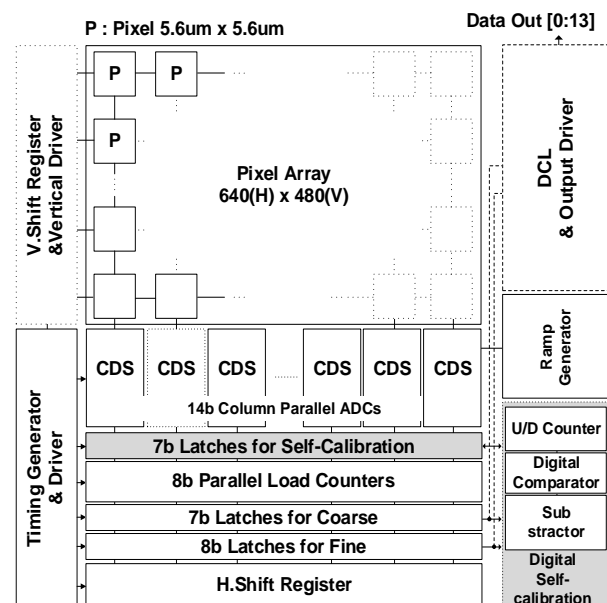 P : Pixel 5.6um x 5.6um
Data Out [0:13]
V.Shift Register
&Vertical Driver
P
P
P
Pixel Array
640(H) x 480(V)
DCL
& Output Driver
Timing Generator
& Driver
CDS
CDS
CDS
CDS
CDS
CDS
14b Column Parallel ADCs
Ramp
Generator
7b Latches for Self-Calibration
8b Parallel Load Counters
7b Latches for Coarse
8b Latches for Fine
H.Shift Register
U/D Counter
Digital
Comparator
Sub
stractor
Digital
Self-
calibration